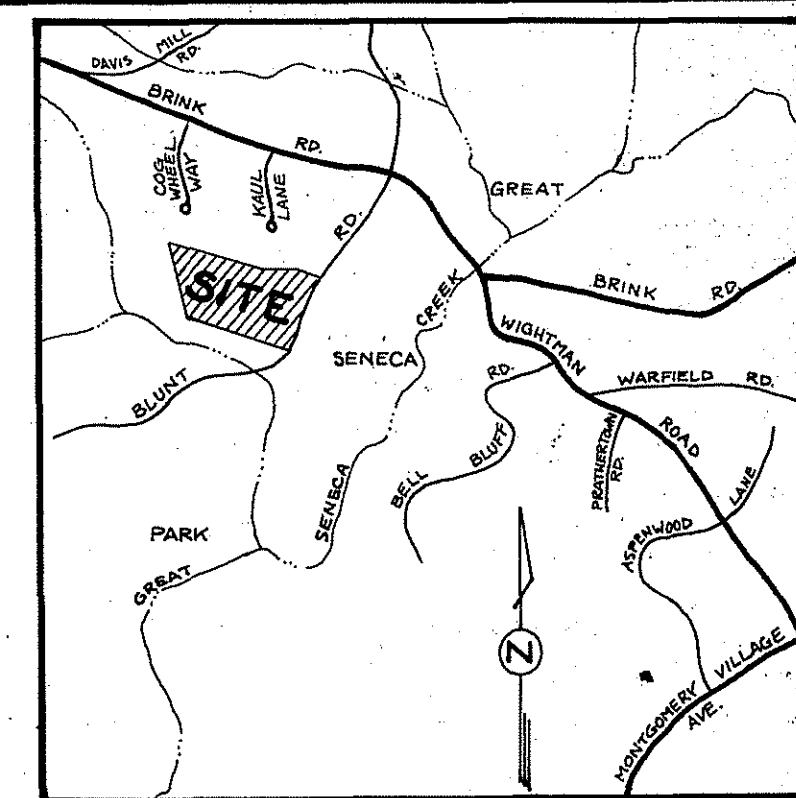 DAVIS MILL RD.
BRINK RD.
COG WHEEL WAY
KAUL LANE
RD.
GREAT
SITE
BRINK RD.
CREEK
WIGHTMAN
SENECA
RD.
WARFIELD RD.
BLUNT
BLUFF
ROAD
PRATHERTOWN RD.
BELL
SENECA
LANE
ASPENWOOD
PARK
GREAT
N
VILLAGE
MONTGOMERY
AVE.